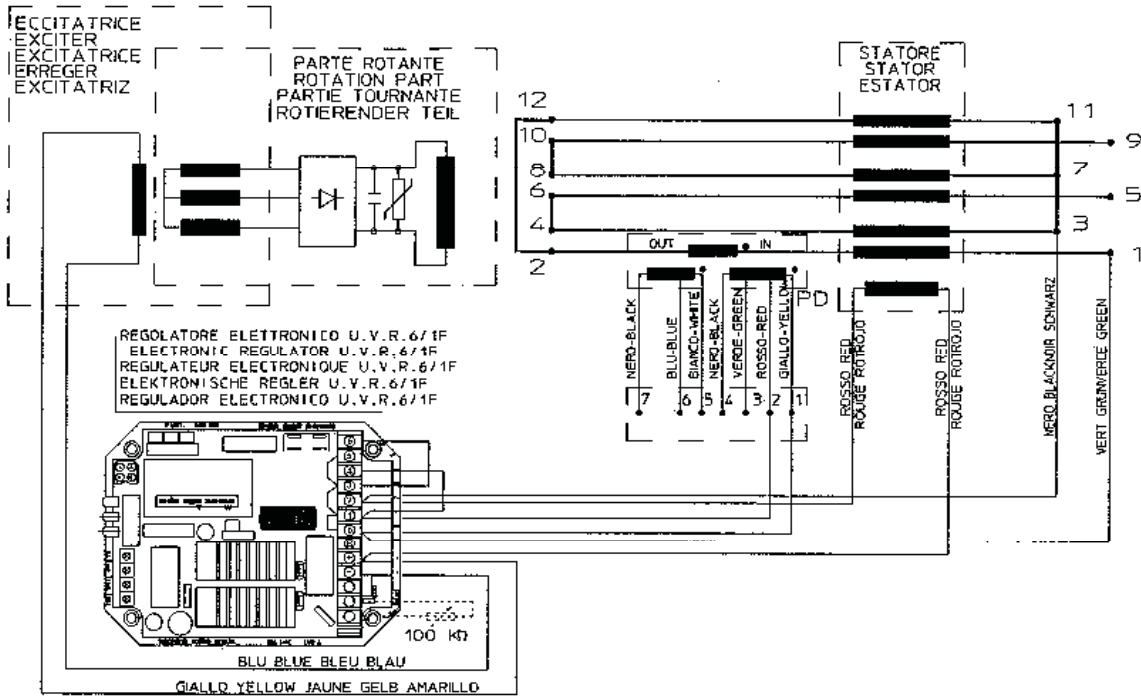 ECCITATRICE
EXCITER
EXCITATRICE
ERREGER
EXCITATRIZ
PARTE ROTANTE
ROTATION PART
PARTIE TOURNANTE
ROTIERENDER TEIL
STATORE
STATOR
ESTATOR
12
10
8
6
4
2
11
9
7
5
3
1
OUT
IN
PD
NERO-BLACK
BLU-BLUE
BIANCO-WHITE
NERO-BLACK
VERDE-GREEN
ROSSO-RED
GIALLO-YELLOW
7
6
5
4
3
2
1
ROSSO RED
ROUGE ROTROJO
ROSSO RED
ROUGE ROTROJO
NERO BLACKNOIR SCHWARZ
VERT GRUNVERDE GREEN
REGOLATORE ELETTRONICO U.V.R.6/1F
ELECTRONIC REGULATOR U.V.R.6/1F
REGULATEUR ELECTRONIQUE U.V.R.6/1F
ELEKTRONISCHE REGLER U.V.R.6/1F
REGULADOR ELECTRONICO U.V.R.6/1F
100 KΩ
BLU BLUE BLEU BLAU
GIALLO YELLOW JAUNE GELB AMARILLO